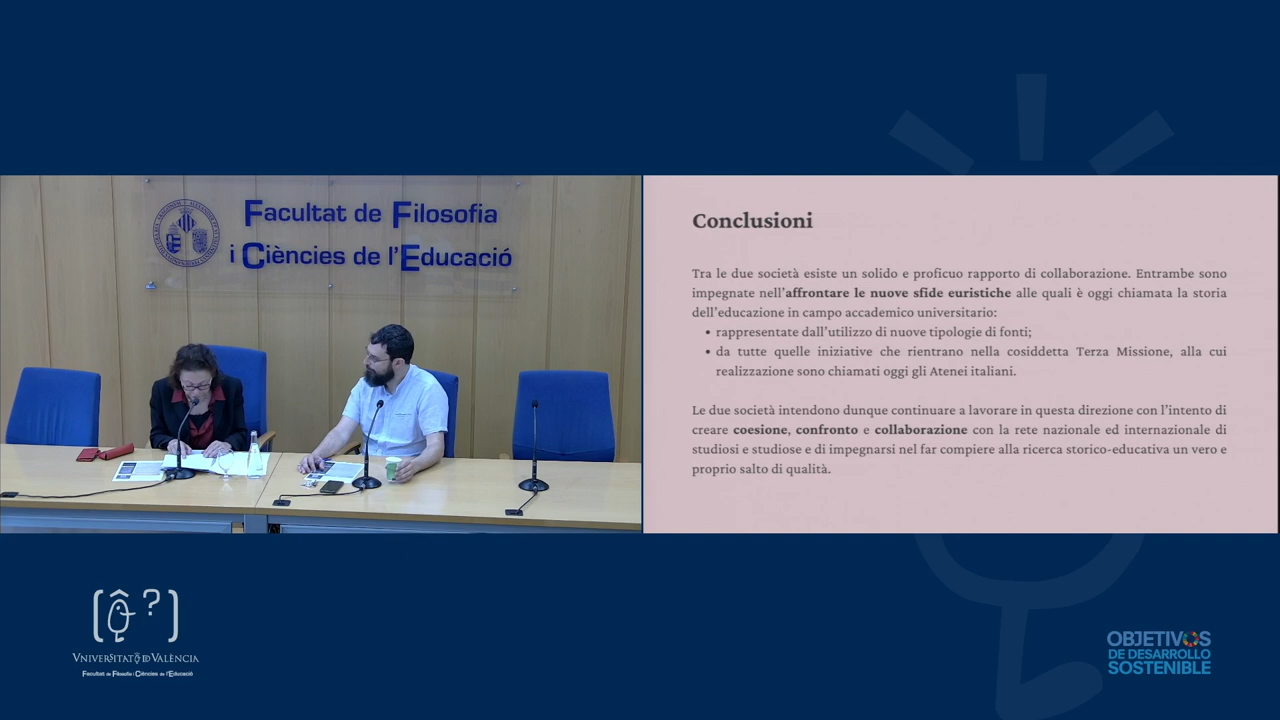 Facultat de Filosofia
i Ciències de l'Educació
Conclusioni
Tra le due società esiste un solido e proficuo rapporto di collaborazione. Entrambe sono
impegnate nell'affrontare le nuove sfide euristiche alle quali è oggi chiamata la storia
dell'educazione in campo accademico universitario:
• rappresentate dall'utilizzo di nuove tipologie di fonti;
• da tutte quelle iniziative che rientrano nella cosiddetta Terza Missione, alla cui
realizzazione sono chiamati oggi gli Atenei italiani.
Le due società intendono dunque continuare a lavorare in questa direzione con l'intento di
creare coesione, confronto e collaborazione con la rete nazionale ed internazionale di
studiosi e studiose e di impegnarsi nel far compiere alla ricerca storico-educativa un vero e
proprio salto di qualità.
[?]
VNIVERSITAT DE VALÈNCIA
Facultat de Filosofia i Ciències de l'Educació
OBJETIVOS
DE DESARROLLO
SOSTENIBLE